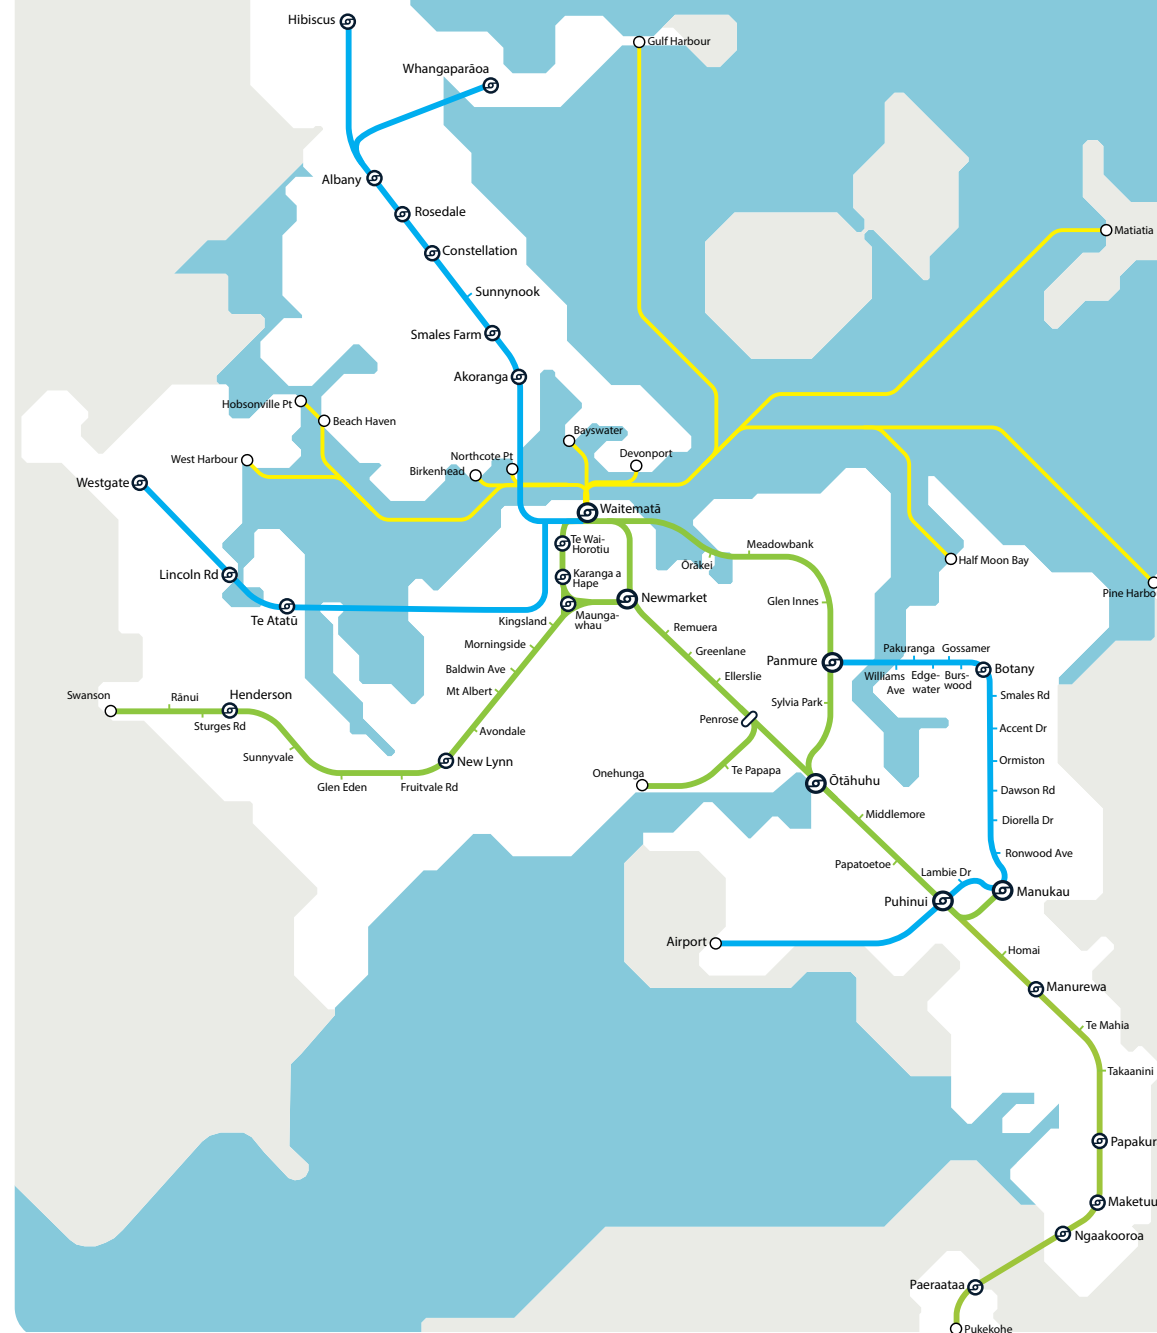 Hibiscus
Gulf Harbour
Whangaparāoa
Albany
Rosedale
Matiatia
Constellation
Sunnynook
Smales Farm
Akoranga
Hobsonville Pt
Beach Haven
Bayswater
West Harbour
Northcote Pt
Devonport
Birkenhead
Westgate
Waitematā
Te Wai-
Horotiu
Meadowbank
Ōrākei
Half Moon Bay
Lincoln Rd
Karanga a
Hape
Pine Harbo
Newmarket
Glen Innes
Te Atatū
Kingsland
Maunga-
whau
Remuera
Morningside
Greenlane
Pakuranga
Gossamer
Panmure
Baldwin Ave
Ellerslie
Williams
Ave
Edge-
water
Burs-
wood
Botany
Mt Albert
Swanson
Rānui
Henderson
Smales Rd
Sylvia Park
Sturges Rd
Penrose
Accent Dr
Avondale
Sunnyvale
New Lynn
Ormiston
Onehunga
Te Papapa
Ōtāhuhu
Glen Eden
Fruitvale Rd
Dawson Rd
Middlemore
Diorella Dr
Ronwood Ave
Papatoetoe
Lambie Dr
Manukau
Puhinui
Airport
Homai
Manurewa
Te Mahia
Takaanini
Papakur
Maketuu
Ngaakooroa
Paeraataa
Pukekohe